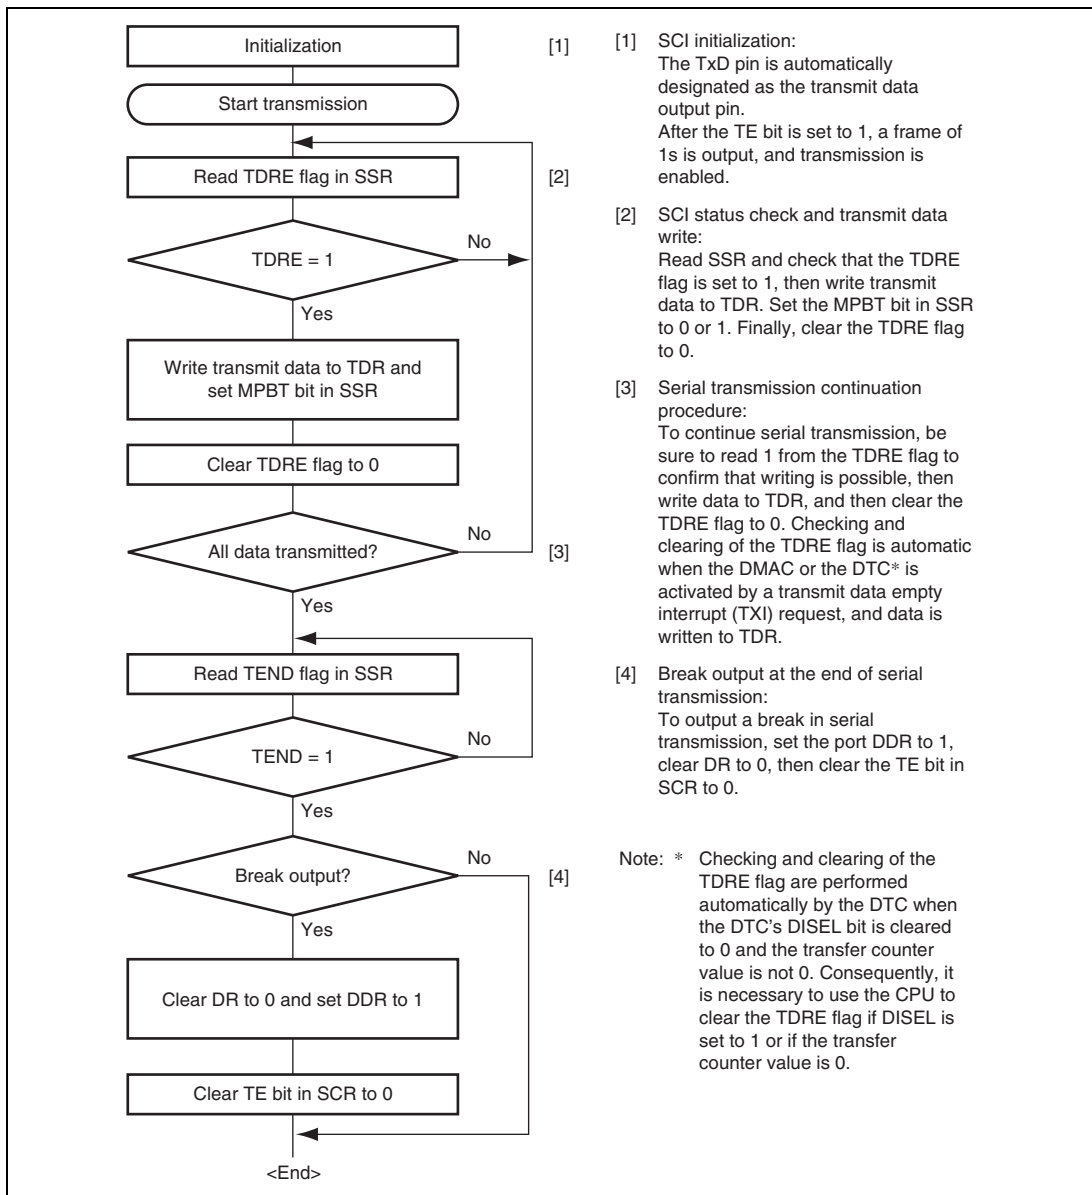 Initialization
[1]
Start transmission
Read TDRE flag in SSR
[2]
TDRE = 1
No
Yes
Write transmit data to TDR and
set MPBT bit in SSR
Clear TDRE flag to 0
All data transmitted?
No
[3]
Yes
Read TEND flag in SSR
TEND = 1
No
Yes
Break output?
No
[4]
Yes
Clear DR to 0 and set DDR to 1
Clear TE bit in SCR to 0
<End>
[1] SCI initialization:
The TxD pin is automatically
designated as the transmit data
output pin.
After the TE bit is set to 1, a frame of
1s is output, and transmission is
enabled.
[2] SCI status check and transmit data
write:
Read SSR and check that the TDRE
flag is set to 1, then write transmit
data to TDR. Set the MPBT bit in SSR
to 0 or 1. Finally, clear the TDRE flag
to 0.
[3] Serial transmission continuation
procedure:
To continue serial transmission, be
sure to read 1 from the TDRE flag to
confirm that writing is possible, then
write data to TDR, and then clear the
TDRE flag to 0. Checking and
clearing of the TDRE flag is automatic
when the DMAC or the DTC* is
activated by a transmit data empty
interrupt (TXI) request, and data is
written to TDR.
[4] Break output at the end of serial
transmission:
To output a break in serial
transmission, set the port DDR to 1,
clear DR to 0, then clear the TE bit in
SCR to 0.
Note: * Checking and clearing of the
TDRE flag are performed
automatically by the DTC when
the DTC's DISEL bit is cleared
to 0 and the transfer counter
value is not 0. Consequently, it
is necessary to use the CPU to
clear the TDRE flag if DISEL is
set to 1 or if the transfer
counter value is 0.